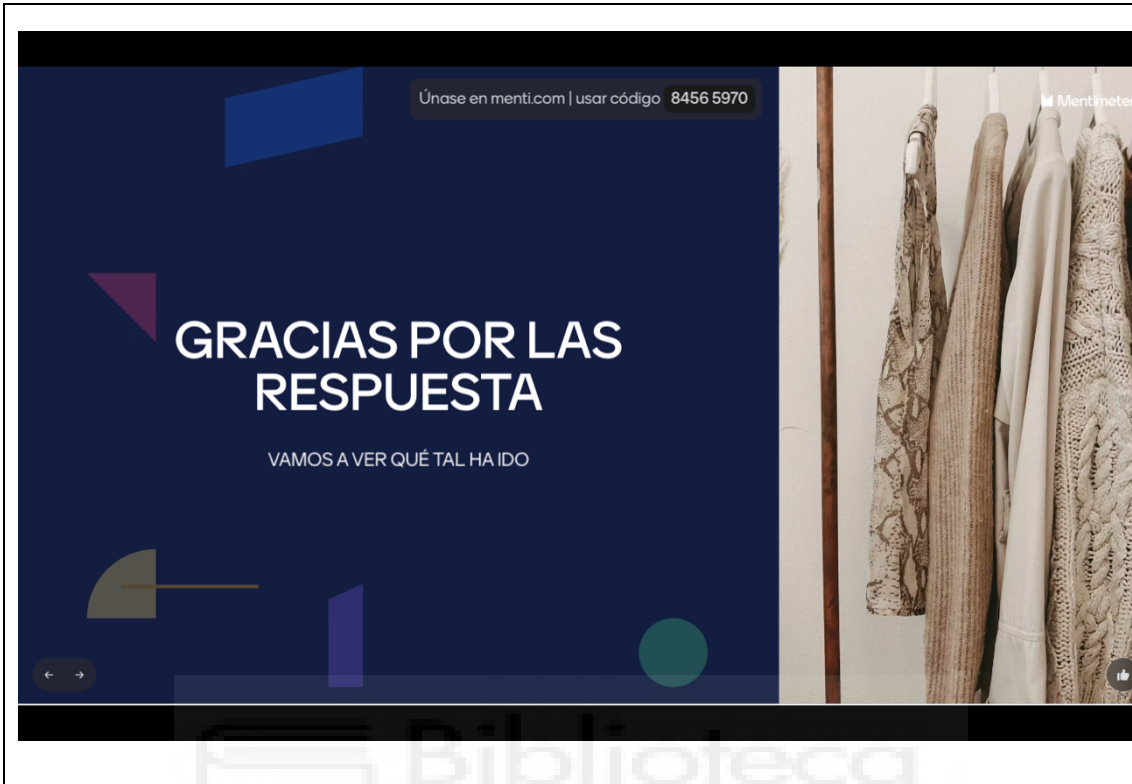 Únase en menti.com | usar código 8456 5970
Mentimeter
GRACIAS POR LAS
RESPUESTA
VAMOS A VER QUÉ TAL HA IDO
Biblioteca